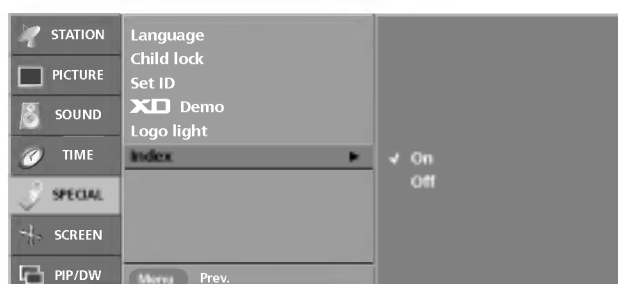 STATION
PICTURE
SOUND
TIME
SPECIAL
SCREEN
PIP/DW
Language
Child lock
Set ID
XD Demo
Logo light
Index
On
Off
Menu Prev.